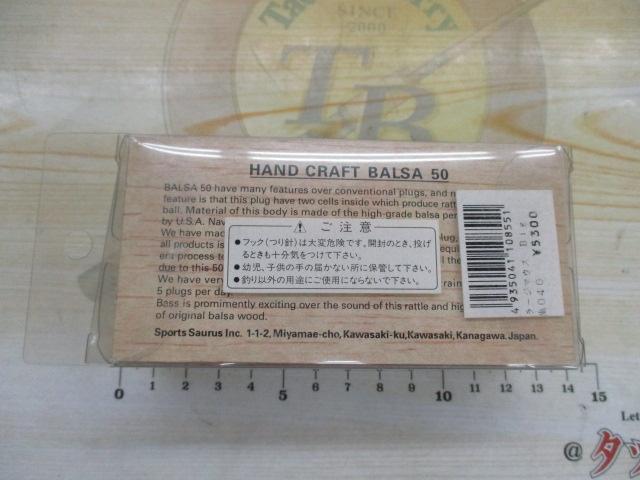 SINCE
2000
TB
HAND CRAFT BALSA 50
BALSA 50 have many features over conventional plugs, and
feature is that this plug have two cells inside which produce
ball. Material of this body is made of the high-grade balsa
by U.S.A.
We have made
all products is
process to
due to this 50
We have
5 plugs per day.
Bass is prominently exciting over the sound of this rattle and
of original balsa wood.
Sports Saurus Inc. 1-1-2, Miyamae-cho, Kawasaki-ku, Kawasaki, Kanagawa. Japan.
⚠ ご注意
●フック(つり針)は大変危険です。開封のとき、投げ
るときも十分気をつけて下さい。
●幼児、子供の手の届かない所に保管して下さい。
●釣り以外の用途にご使用にならないで下さい。
4935041108551
¥5300
0 1 2 3 4 5 6 7 8 9 10 11 12 13 14 15
Let
@タッ